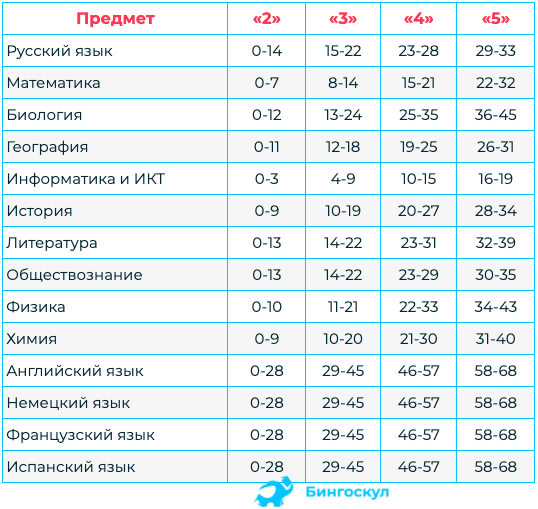 Предмет «2» «3» «4» «5»
Русский язык 0-14 15-22 23-28 29-33
Математика 0-7 8-14 15-21 22-32
Биология 0-12 13-24 25-35 36-45
География 0-11 12-18 19-25 26-31
Информатика и ИКТ 0-3 4-9 10-15 16-19
История 0-9 10-19 20-27 28-34
Литература 0-13 14-22 23-31 32-39
Обществознание 0-13 14-22 23-29 30-35
Физика 0-10 11-21 22-33 34-43
Химия 0-9 10-20 21-30 31-40
Английский язык 0-28 29-45 46-57 58-68
Немецкий язык 0-28 29-45 46-57 58-68
Французский язык 0-28 29-45 46-57 58-68
Испанский язык 0-28 29-45 46-57 58-68
Бингоскул